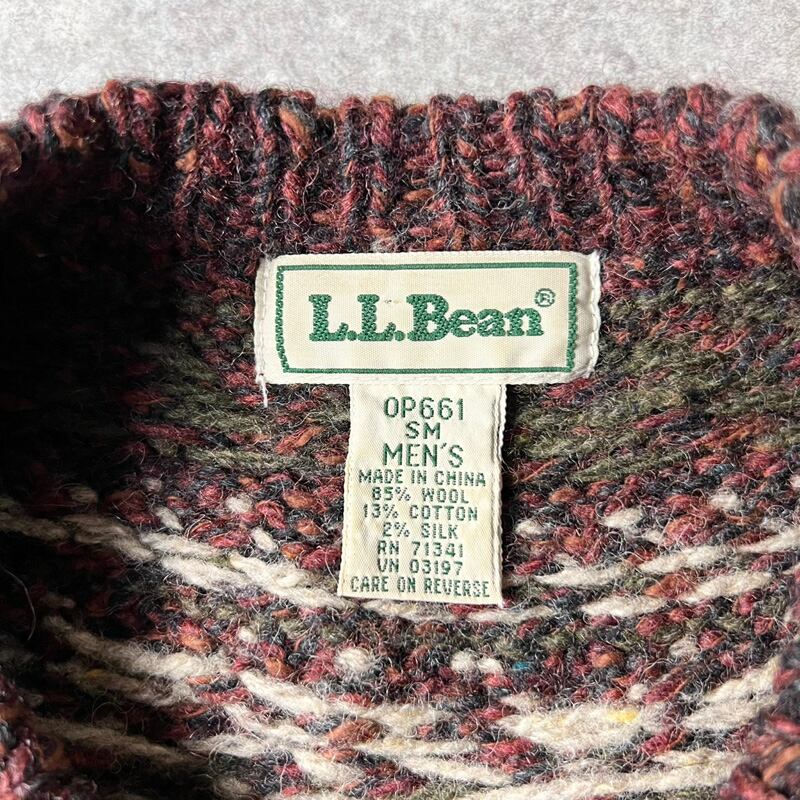 L.L.Bean®
OP661
SM
MEN'S
MADE IN CHINA
85% WOOL
13% COTTON
2% SILK
RN 71341
VN 03197
CARE ON REVERSE